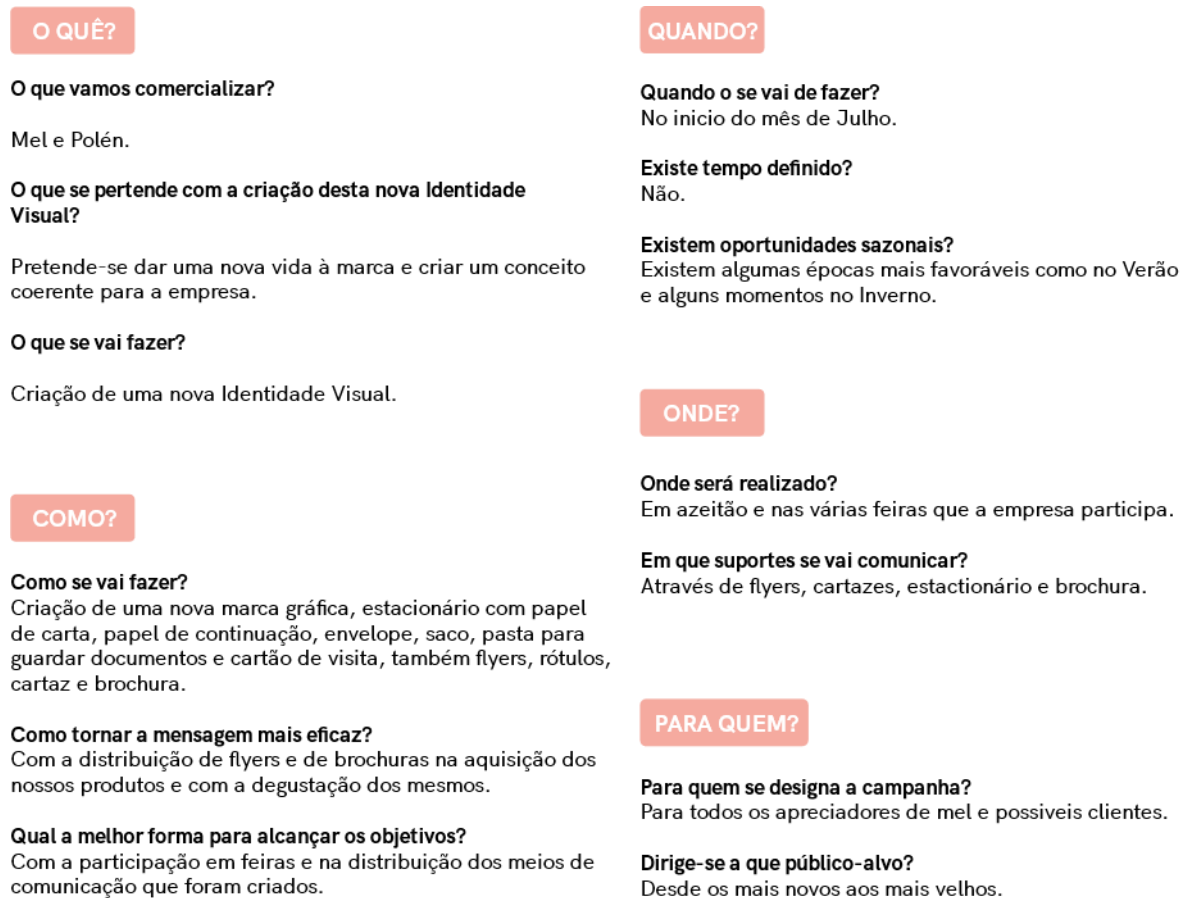 O QUÊ?
O que vamos comercializar?
Mel e Polén.
O que se pertende com a criação desta nova Identidade
Visual?
Pretende-se dar uma nova vida à marca e criar um conceito
coerente para a empresa.
O que se vai fazer?
Criação de uma nova Identidade Visual.
COMO?
Como se vai fazer?
Criação de uma nova marca gráfica, estacionário com papel
de carta, papel de continuação, envelope, saco, pasta para
guardar documentos e cartão de visita, também flyers, rótulos,
cartaz e brochura.
Como tornar a mensagem mais eficaz?
Com a distribuição de flyers e de brochuras na aquisição dos
nossos produtos e com a degustação dos mesmos.
Qual a melhor forma para alcançar os objetivos?
Com a participação em feiras e na distribuição dos meios de
comunicação que foram criados.
QUANDO?
Quando o se vai de fazer?
No inicio do mês de Julho.
Existe tempo definido?
Não.
Existem oportunidades sazonais?
Existem algumas épocas mais favoráveis como no Verão
e alguns momentos no Inverno.
ONDE?
Onde será realizado?
Em azeitão e nas várias feiras que a empresa participa.
Em que suportes se vai comunicar?
Através de flyers, cartazes, estactionário e brochura.
PARA QUEM?
Para quem se designa a campanha?
Para todos os apreciadores de mel e possiveis clientes.
Dirige-se a que público-alvo?
Desde os mais novos aos mais velhos.